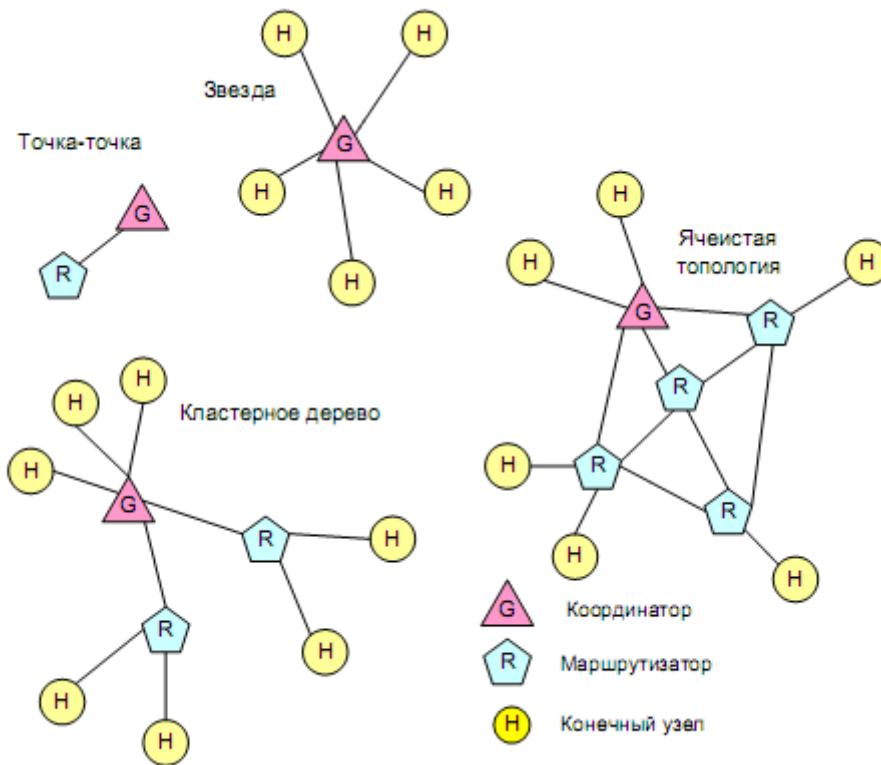 H
H
Звезда
Точка-точка
G
H
H
G
H
Ячеистая
топология
R
H
H
H
G
R
H
H
Кластерное дерево
R
H
H
R
G
R
R
H
H
H
G
Координатор
R
H
R
Маршрутизатор
H
H
H
Конечный узел